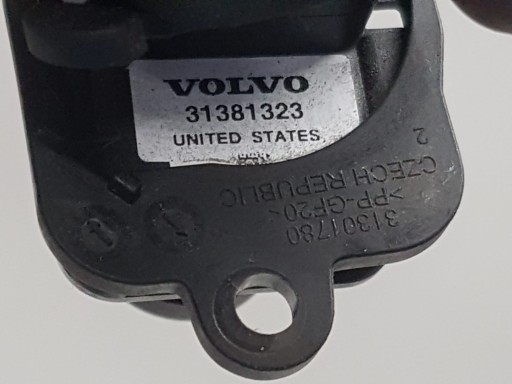 VOLVO
31381323
UNITED STATES
31301780
>PP-GF20<
CZECH REPUBLIC
2